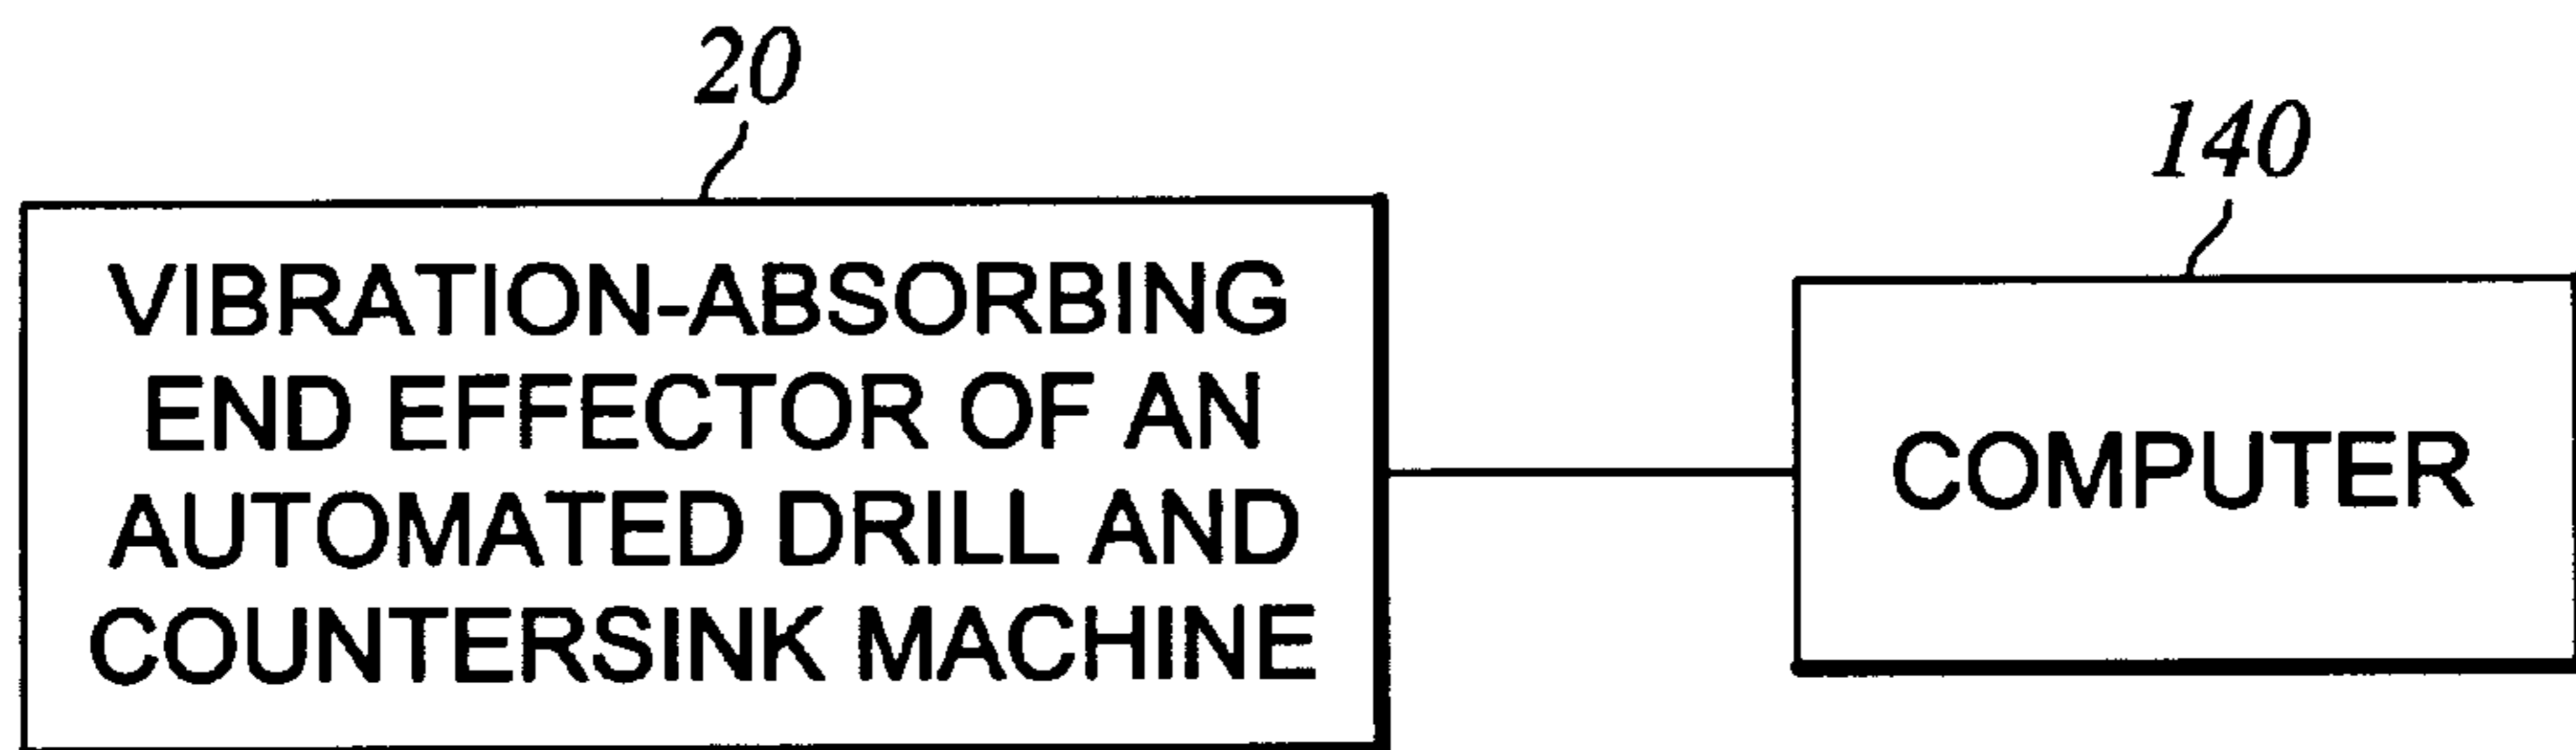 20
VIBRATION-ABSORBING
END EFFECTOR OF AN
AUTOMATED DRILL AND
COUNTERSINK MACHINE
140
COMPUTER